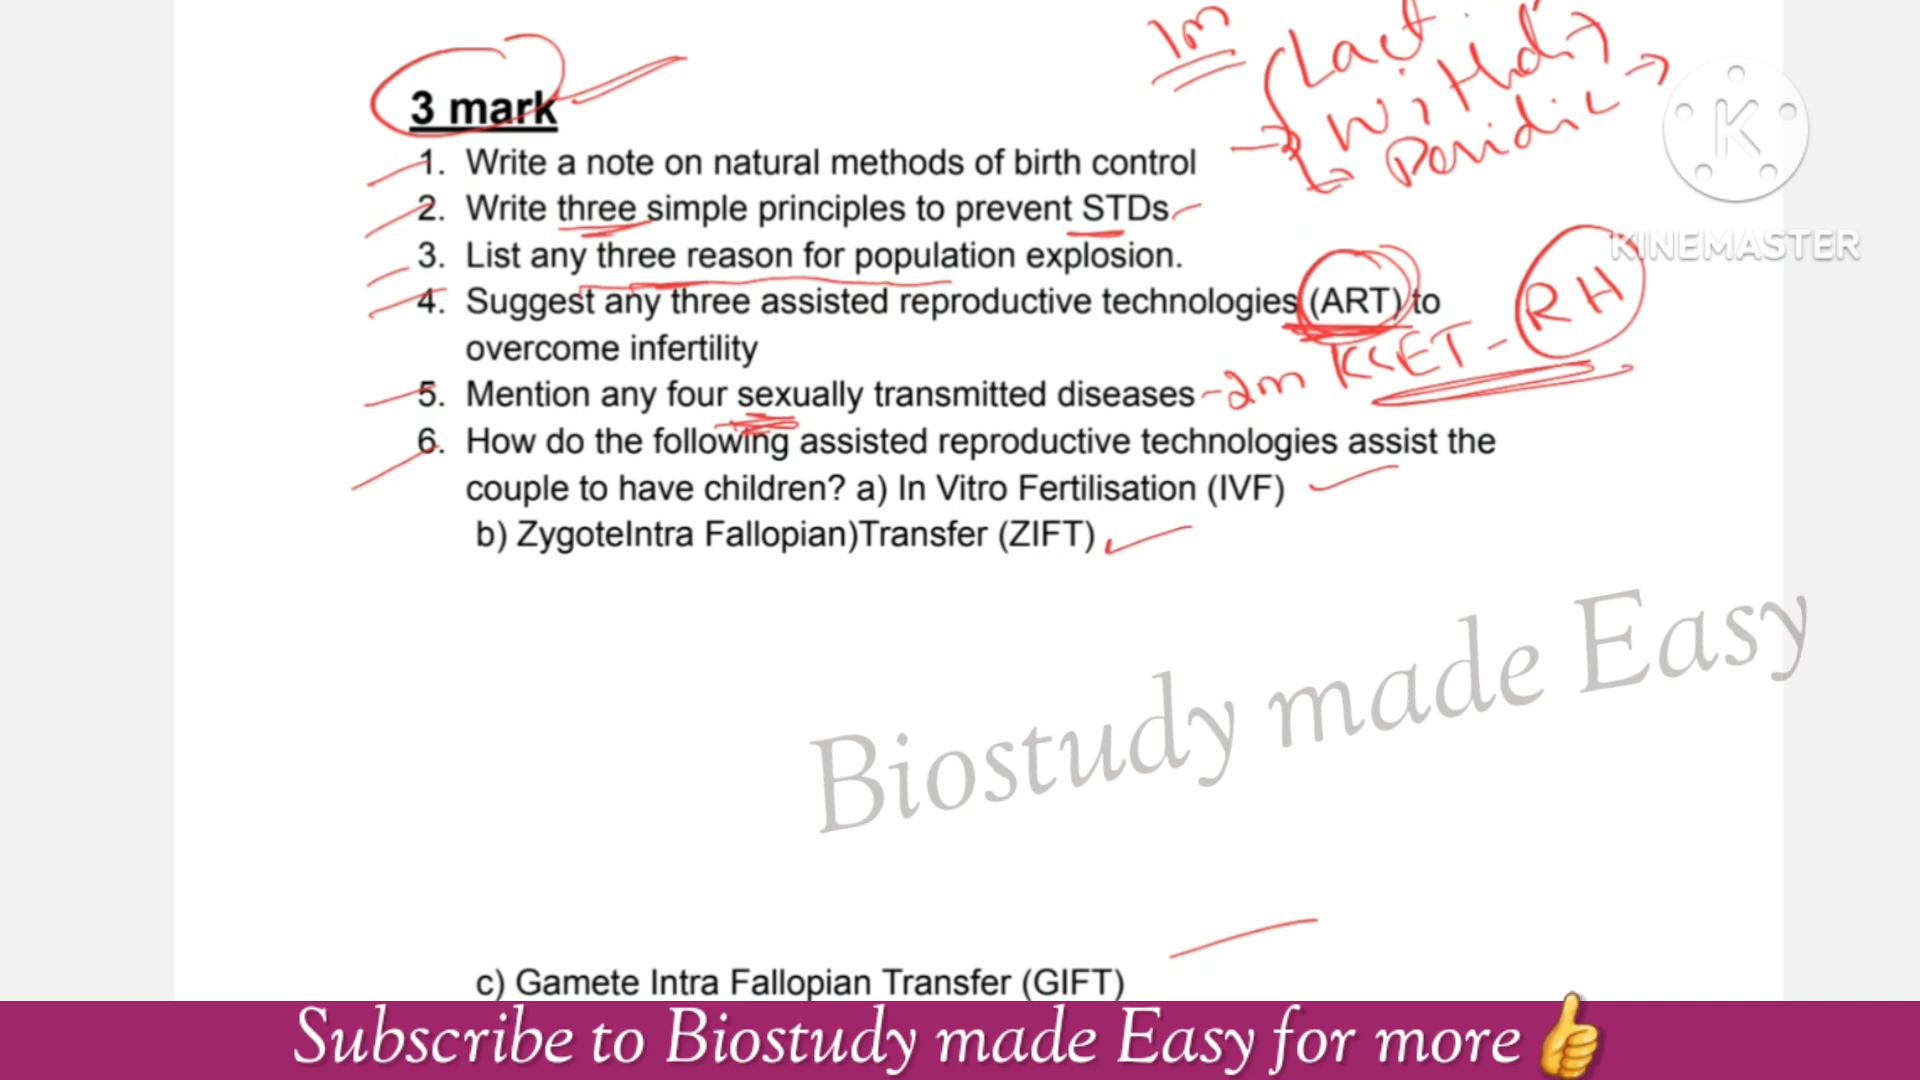 1m
Lact
Withd
Peridic
3 mark
1. Write a note on natural methods of birth control
2. Write three simple principles to prevent STDs
3. List any three reason for population explosion.
4. Suggest any three assisted reproductive technologies (ART) to
overcome infertility
5. Mention any four sexually transmitted diseases - 2m KCET - RH
6. How do the following assisted reproductive technologies assist the
couple to have children? a) In Vitro Fertilisation (IVF)
b) ZygoteIntra Fallopian)Transfer (ZIFT)
c) Gamete Intra Fallopian Transfer (GIFT)
K
KINEMASTER
Biostudy made Easy
Subscribe to Biostudy made Easy for more